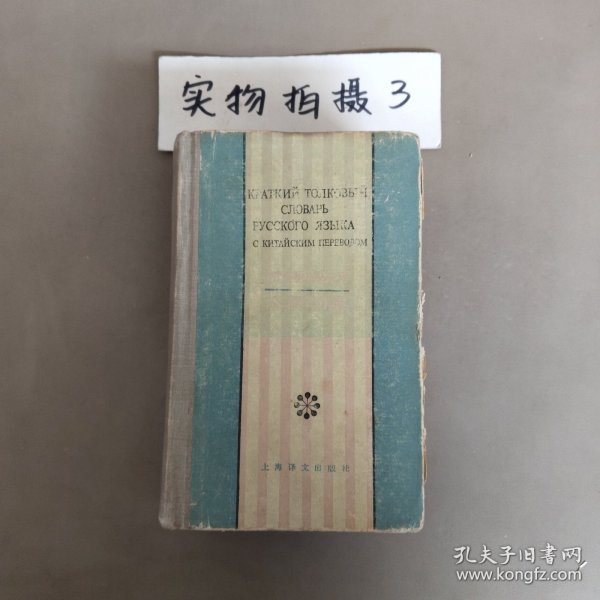 实物拍摄3
КРАТКИЙ ТОЛКОВЫЙ
СЛОВАРЬ
РУССКОГО ЯЗЫКА
С КИТАЙСКИМ ПЕРЕВОДОМ
上海译文出版社
孔夫子旧书网
www.kongfz.com